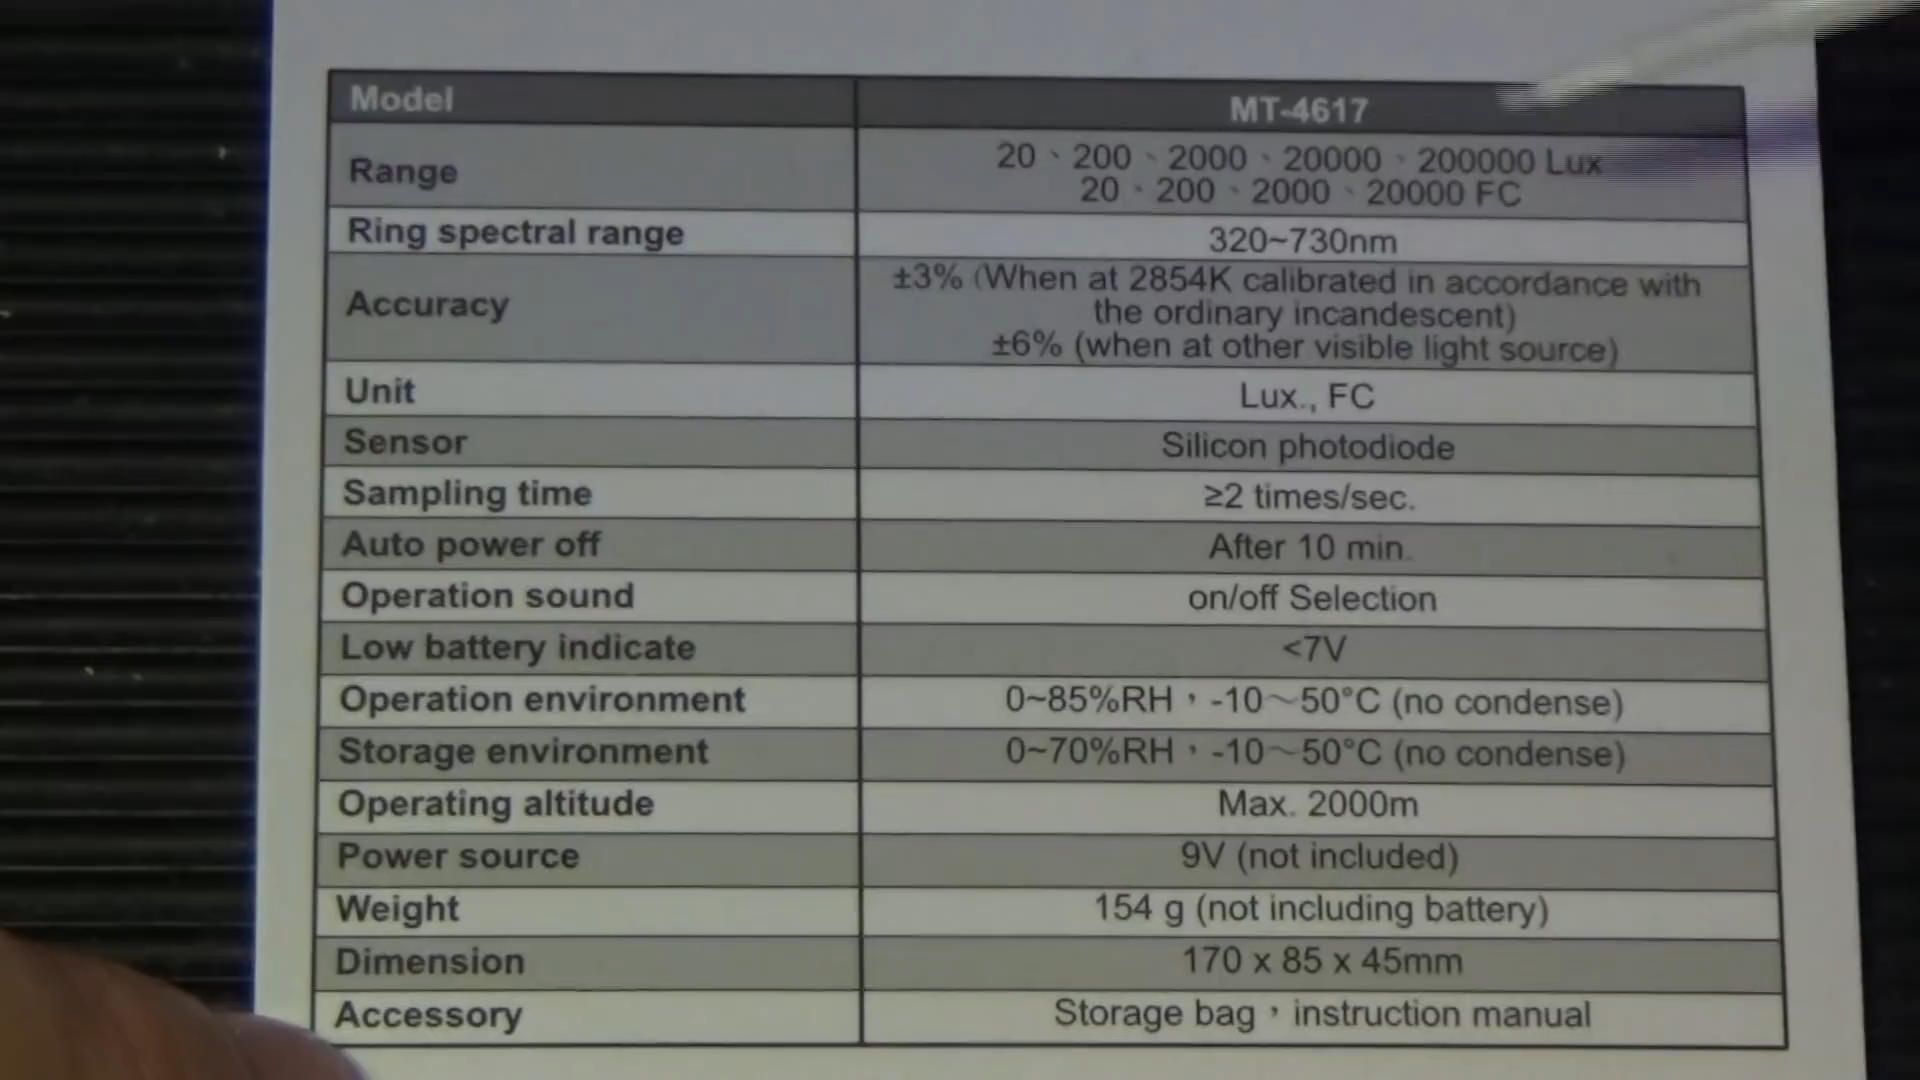 Model MT-4617
Range 20、200、2000、20000、200000 Lux
20、200、2000、20000 FC
Ring spectral range 320~730nm
Accuracy ±3% (When at 2854K calibrated in accordance with
the ordinary incandescent)
±6% (when at other visible light source)
Unit Lux., FC
Sensor Silicon photodiode
Sampling time ≥2 times/sec.
Auto power off After 10 min.
Operation sound on/off Selection
Low battery indicate <7V
Operation environment 0~85%RH，-10～50°C (no condense)
Storage environment 0~70%RH，-10～50°C (no condense)
Operating altitude Max. 2000m
Power source 9V (not included)
Weight 154 g (not including battery)
Dimension 170 x 85 x 45mm
Accessory Storage bag，instruction manual